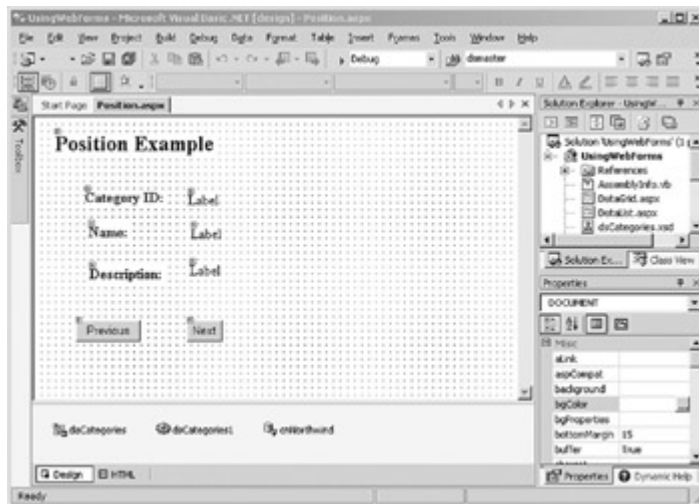 UsingWebForms - Microsoft Visual Basic .NET [design] - Position.aspx
File Edit View Project Build Debug Data Format Table Insert Frames Tools Window Help
Debug dsmaster
Start Page Position.aspx
Toolbox
Position Example
Category ID: Label
Name: Label
Description: Label
Previous Next
daCategories dsCategories1 cnNorthwind
Design HTML
Ready
Solution Explorer - UsingW...
Solution 'UsingWebForms' (1
UsingWebForms
References
AssemblyInfo.vb
DataGrid.aspx
DataList.aspx
dsCategories.xsd
Solution Ex... Class View
Properties
DOCUMENT
Misc
aLink
aspCompat
background
bgColor
bgProperties
bottomMargin 15
buffer True
Properties Dynamic Help